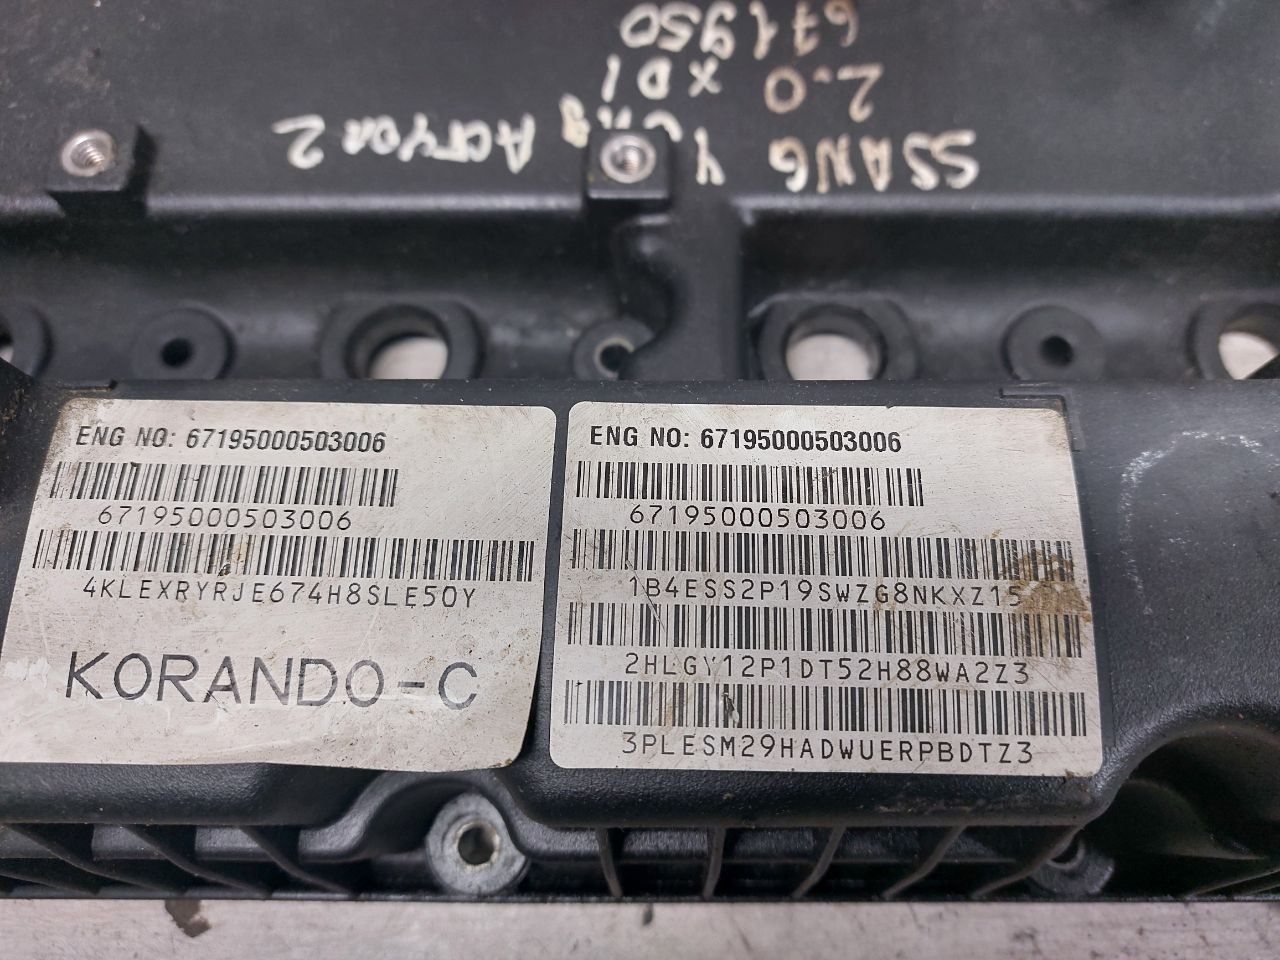 671950
2.0 XDI
SSANG YONG ACTYON 2
ENG NO: 67195000503006
67195000503006
4KLEXRYRJE674H8SLE50Y
KORANDO-C
ENG NO: 67195000503006
67195000503006
1B4ESS2P19SWZG8NKXZ15
2HLGY12P1DT52H88WA2Z3
3PLESM29HADWUERPBDTZ3